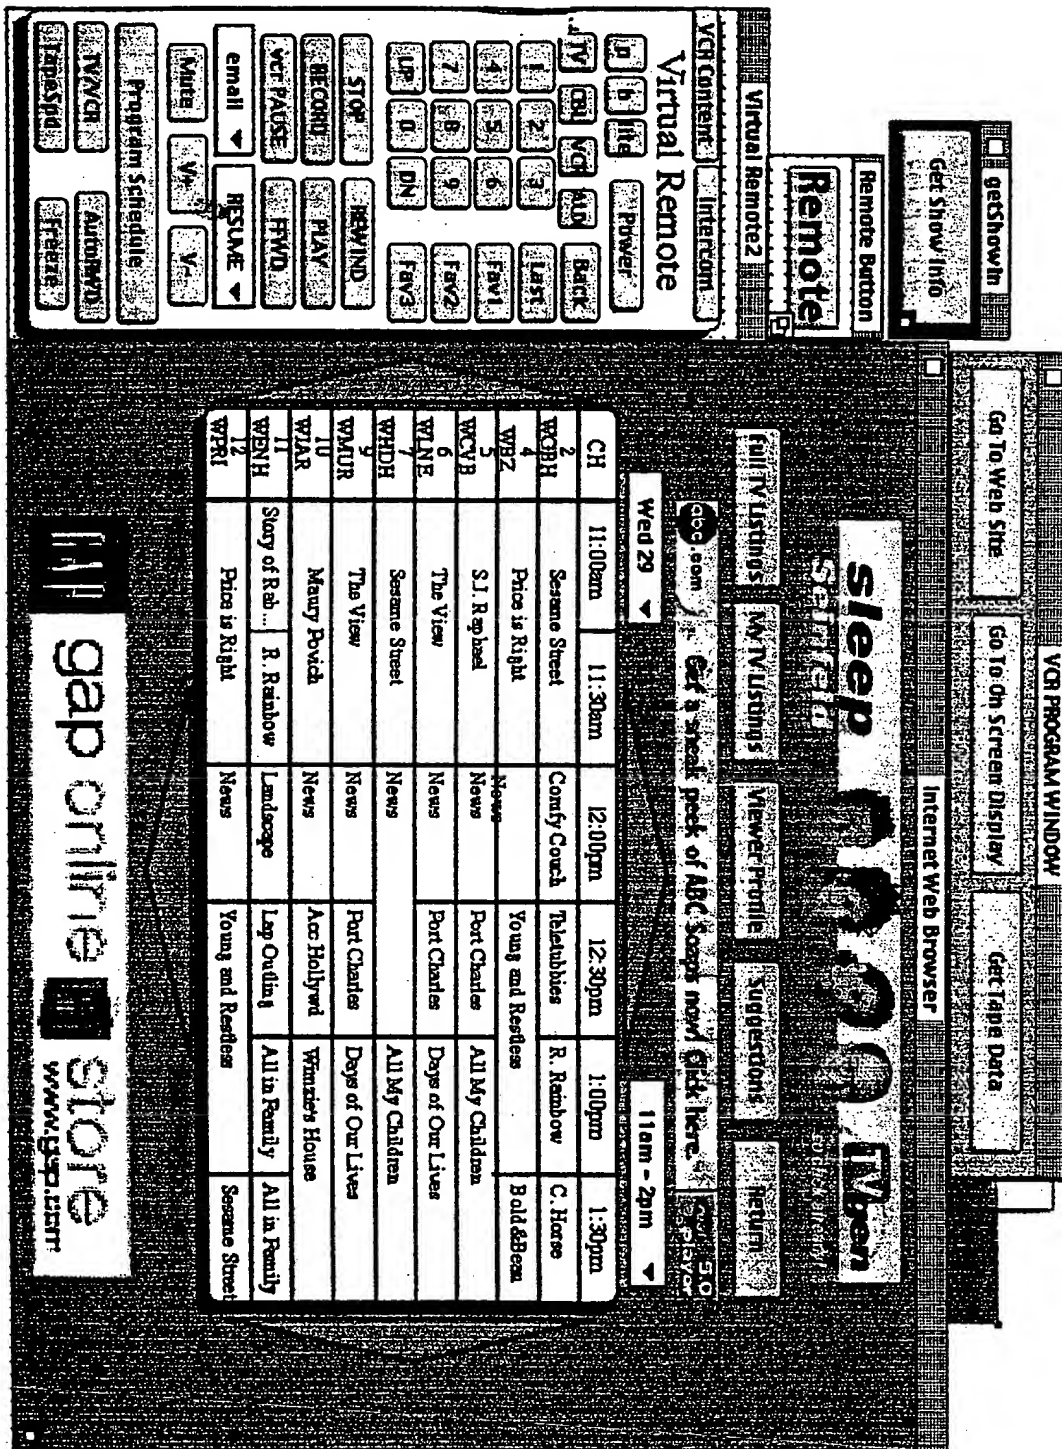 getShowIn
Get Show Info
Remote Button
Remote
Virtual Remote2
VCR Content
Intercom
Virtual Remote
p
h
lite
Power
TV
CBL
VCR
AUX
Back
1
2
3
Last
4
5
6
Fav1
7
8
9
Fav2
UP
0
DN
Fav3
STOP
REWIND
RECORD
PLAY
vcr PAUSE
FFWD
email
RESUME
Mute
V+
V-
Program Schedule
TV/VCR
AutoRWD
TapeSpd
Freeze
VCR PROGRAM WINDOW
Go To Web Site
Go To On Screen Display
Get Tape Data
Internet Web Browser
sleep
tvgen
Full TV Listings
My TV Listings
Viewer Profile
Suggestions
Return
abc.com
Get a sneak peek of ABC Soaps now! Click here.
Wed 29
11am - 2pm
CH 11:00am 11:30am 12:00pm 12:30pm 1:00pm 1:30pm
2 WGBH Sesame Street Comfy Couch Teletubbies R. Rainbow C. Horse
4 WBZ Price is Right News Young and Restless Bold&Beau
5 WCVB S.J. Raphael News Port Charles All My Children
6 WLNE The View News Port Charles Days of Our Lives
7 WHDH Sesame Street News All My Children
9 WMUR The View News Port Charles Days of Our Lives
10 WJAR Maury Povich News Acc Hollywd Winniets House
11 WENH Story of Rab... R. Rainbow Landscape Lap Outling All in Family All in Family
12 WPRI Price is Right News Young and Restless Sesame Street
gap online store
www.gap.com